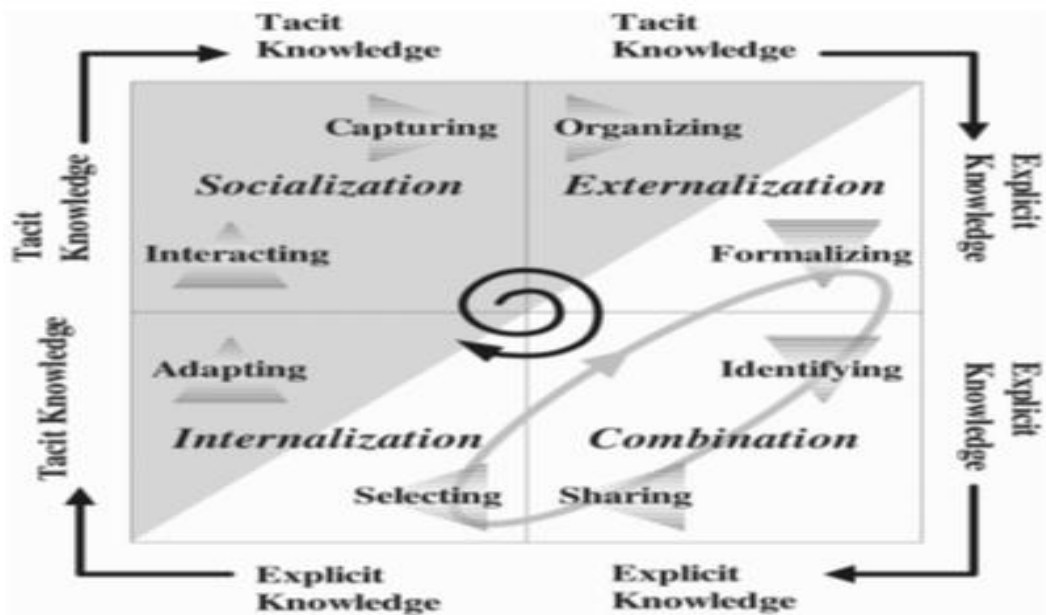 Tacit
Knowledge
Tacit
Knowledge
Capturing
Organizing
Socialization
Externalization
Tacit
Knowledge
Explicit
Knowledge
Interacting
Formalizing
Adapting
Identifying
Tacit Knowledge
Explicit
Knowledge
Internalization
Combination
Selecting
Sharing
Explicit
Knowledge
Explicit
Knowledge